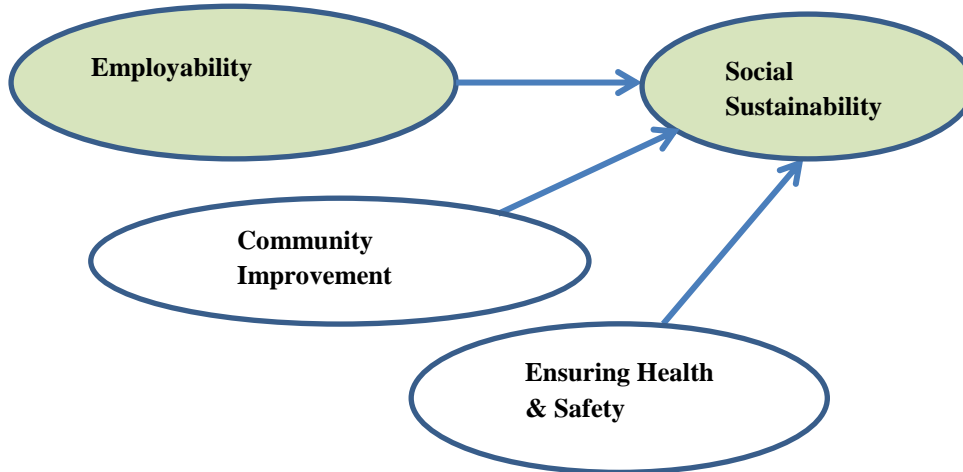 Employability
Social
Sustainability
Community
Improvement
Ensuring Health
& Safety